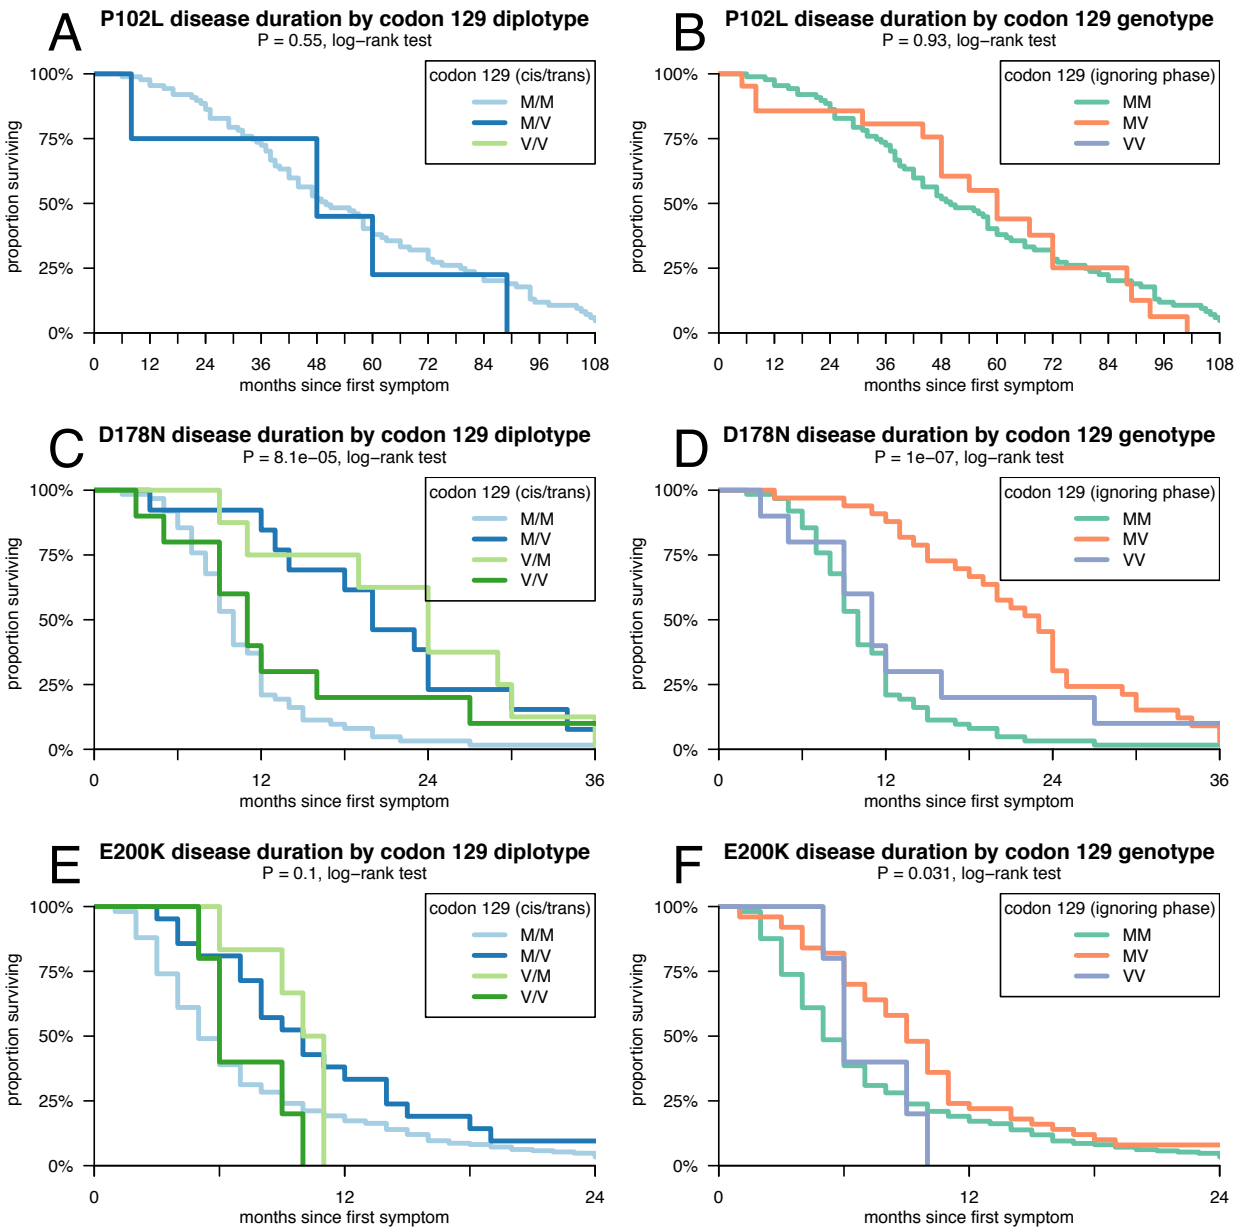 A
P102L disease duration by codon 129 diplotype
P = 0.55, log−rank test
codon 129 (cis/trans)
M/M
M/V
V/V
proportion surviving
100%
75%
50%
25%
0%
0 12 24 36 48 60 72 84 96 108
months since first symptom
B
P102L disease duration by codon 129 genotype
P = 0.93, log−rank test
codon 129 (ignoring phase)
MM
MV
VV
proportion surviving
100%
75%
50%
25%
0%
0 12 24 36 48 60 72 84 96 108
months since first symptom
C
D178N disease duration by codon 129 diplotype
P = 8.1e−05, log−rank test
codon 129 (cis/trans)
M/M
M/V
V/M
V/V
proportion surviving
100%
75%
50%
25%
0%
0 12 24 36
months since first symptom
D
D178N disease duration by codon 129 genotype
P = 1e−07, log−rank test
codon 129 (ignoring phase)
MM
MV
VV
proportion surviving
100%
75%
50%
25%
0%
0 12 24 36
months since first symptom
E
E200K disease duration by codon 129 diplotype
P = 0.1, log−rank test
codon 129 (cis/trans)
M/M
M/V
V/M
V/V
proportion surviving
100%
75%
50%
25%
0%
0 12 24
months since first symptom
F
E200K disease duration by codon 129 genotype
P = 0.031, log−rank test
codon 129 (ignoring phase)
MM
MV
VV
proportion surviving
100%
75%
50%
25%
0%
0 12 24
months since first symptom